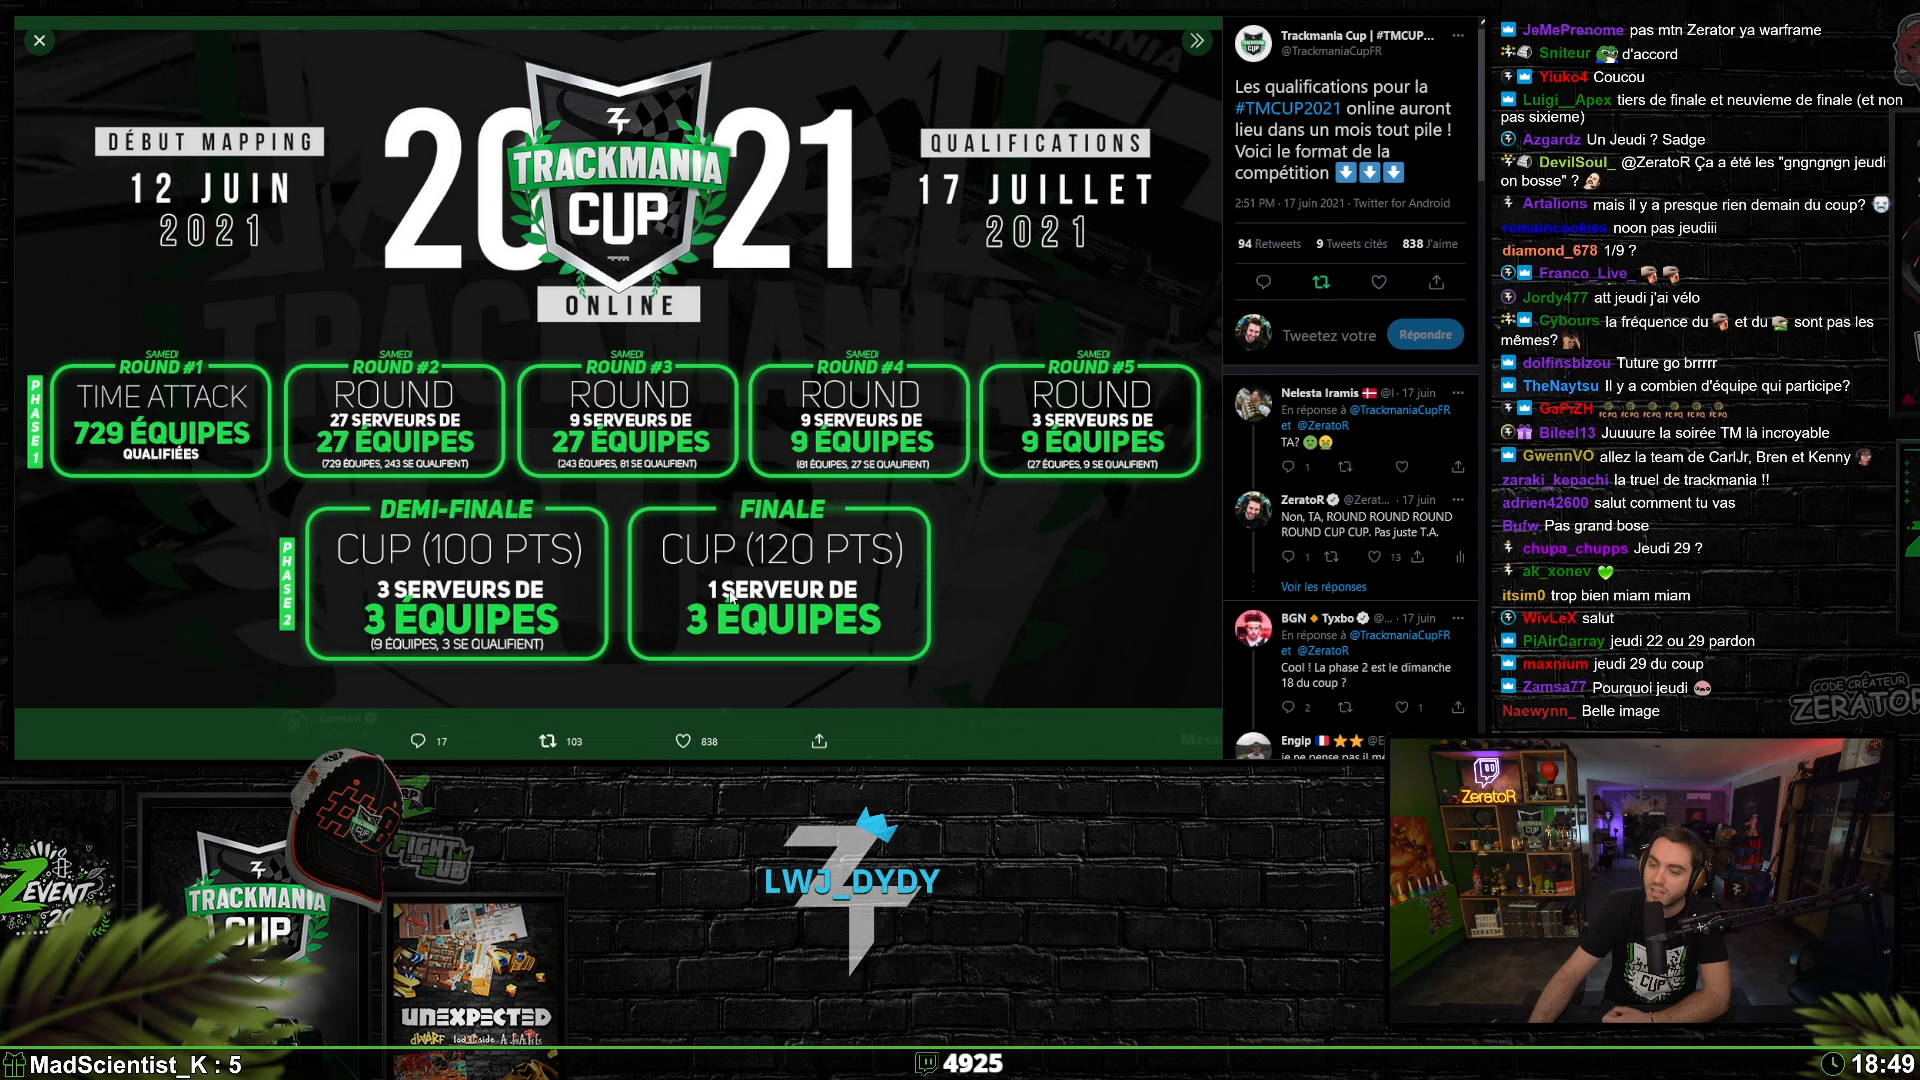 DÉBUT MAPPING
12 JUIN
2021
2021
TRACKMANIA
CUP
ONLINE
QUALIFICATIONS
17 JUILLET
2021
PHASE 1
SAMEDI
ROUND #1
TIME ATTACK
729 ÉQUIPES
QUALIFIÉES
SAMEDI
ROUND #2
ROUND
27 SERVEURS DE
27 ÉQUIPES
(729 ÉQUIPES, 243 SE QUALIFIENT)
SAMEDI
ROUND #3
ROUND
9 SERVEURS DE
27 ÉQUIPES
(243 ÉQUIPES, 81 SE QUALIFIENT)
SAMEDI
ROUND #4
ROUND
9 SERVEURS DE
9 ÉQUIPES
(81 ÉQUIPES, 27 SE QUALIFIENT)
SAMEDI
ROUND #5
ROUND
3 SERVEURS DE
9 ÉQUIPES
(27 ÉQUIPES, 9 SE QUALIFIENT)
PHASE 2
DEMI-FINALE
CUP (100 PTS)
3 SERVEURS DE
3 ÉQUIPES
(9 ÉQUIPES, 3 SE QUALIFIENT)
FINALE
CUP (120 PTS)
1 SERVEUR DE
3 ÉQUIPES
17
103
838
Trackmania Cup | #TMCUP...
@TrackmaniaCupFR
Les qualifications pour la
#TMCUP2021 online auront
lieu dans un mois tout pile !
Voici le format de la
compétition ⬇️⬇️⬇️
2:51 PM · 17 juin 2021 · Twitter for Android
94 Retweets 9 Tweets cités 838 J'aime
Tweetez votre
Répondre
Nelesta Iramis 🇩🇰 @I · 17 juin
En réponse à @TrackmaniaCupFR
et @ZeratoR
TA? 🤢🤮
1
ZeratoR @Zerat... · 17 juin
Non, TA, ROUND ROUND ROUND
ROUND CUP CUP. Pas juste T.A.
1
13
Voir les réponses
BGN 🔸 Tyxbo @... · 17 juin
En réponse à @TrackmaniaCupFR
et @ZeratoR
Cool ! La phase 2 est le dimanche
18 du coup ?
2
1
Engip 🇫🇷 ⭐⭐ @E
JeMePrenome pas mtn Zerator ya warframe
Sniteur d'accord
Yiuko4 Coucou
Luigi__Apex tiers de finale et neuvieme de finale (et non
pas sixieme)
Azgardz Un Jeudi ? Sadge
DevilSoul_ @ZeratoR Ça a été les "gngngngn jeudi
on bosse" ?
Artalions mais il y a presque rien demain du coup?
romaincookies noon pas jeudiii
diamond_678 1/9 ?
Franco_Live_
Jordy477 att jeudi j'ai vélo
Cybours la fréquence du et du sont pas les
mêmes?
dolfinsbizou Tuture go brrrrr
TheNaytsu Il y a combien d'équipe qui participe?
GaPiZH
Bileel13 Juuuure la soirée TM là incroyable
GwennVO allez la team de CarlJr, Bren et Kenny
zaraki_kepachi la truel de trackmania !!
adrien42600 salut comment tu vas
Bufw Pas grand bose
chupa_chupps Jeudi 29 ?
ak_xonev 💚
itsim0 trop bien miam miam
WivLeX salut
PiAirCarray jeudi 22 ou 29 pardon
maxnium jeudi 29 du coup
Zamsa77 Pourquoi jeudi
Naewynn_ Belle image
CODE CRÉATEUR
ZERATOR
ZeratoR
ZEVENT
TRACKMANIA
CUP
FIGHT
SUB
UNEXPECTED
LWJ_DYDY
TRACKMANIA
CUP
MadScientist_K : 5
4925
18:49